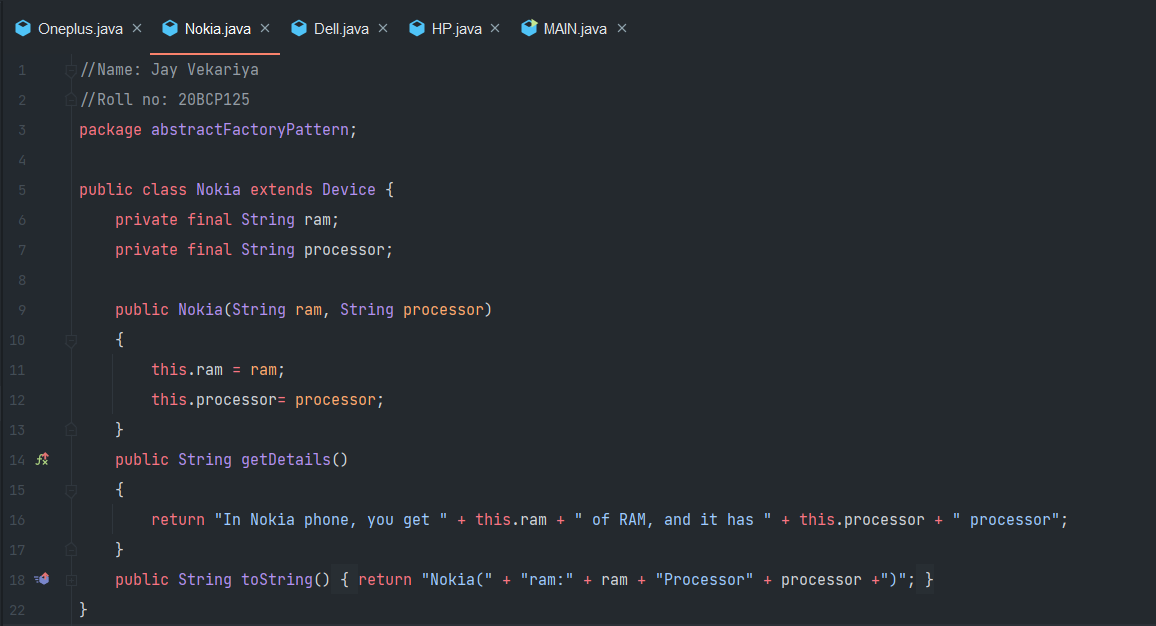 Oneplus.java × Nokia.java × Dell.java × HP.java × MAIN.java ×
1 //Name: Jay Vekariya
2 //Roll no: 20BCP125
3 package abstractFactoryPattern;
4
5 public class Nokia extends Device {
6     private final String ram;
7     private final String processor;
8
9     public Nokia(String ram, String processor)
10     {
11         this.ram = ram;
12         this.processor= processor;
13     }
14     public String getDetails()
15     {
16         return "In Nokia phone, you get " + this.ram + " of RAM, and it has " + this.processor + " processor";
17     }
18     public String toString() { return "Nokia(" + "ram:" + ram + "Processor" + processor +")"; }
22 }